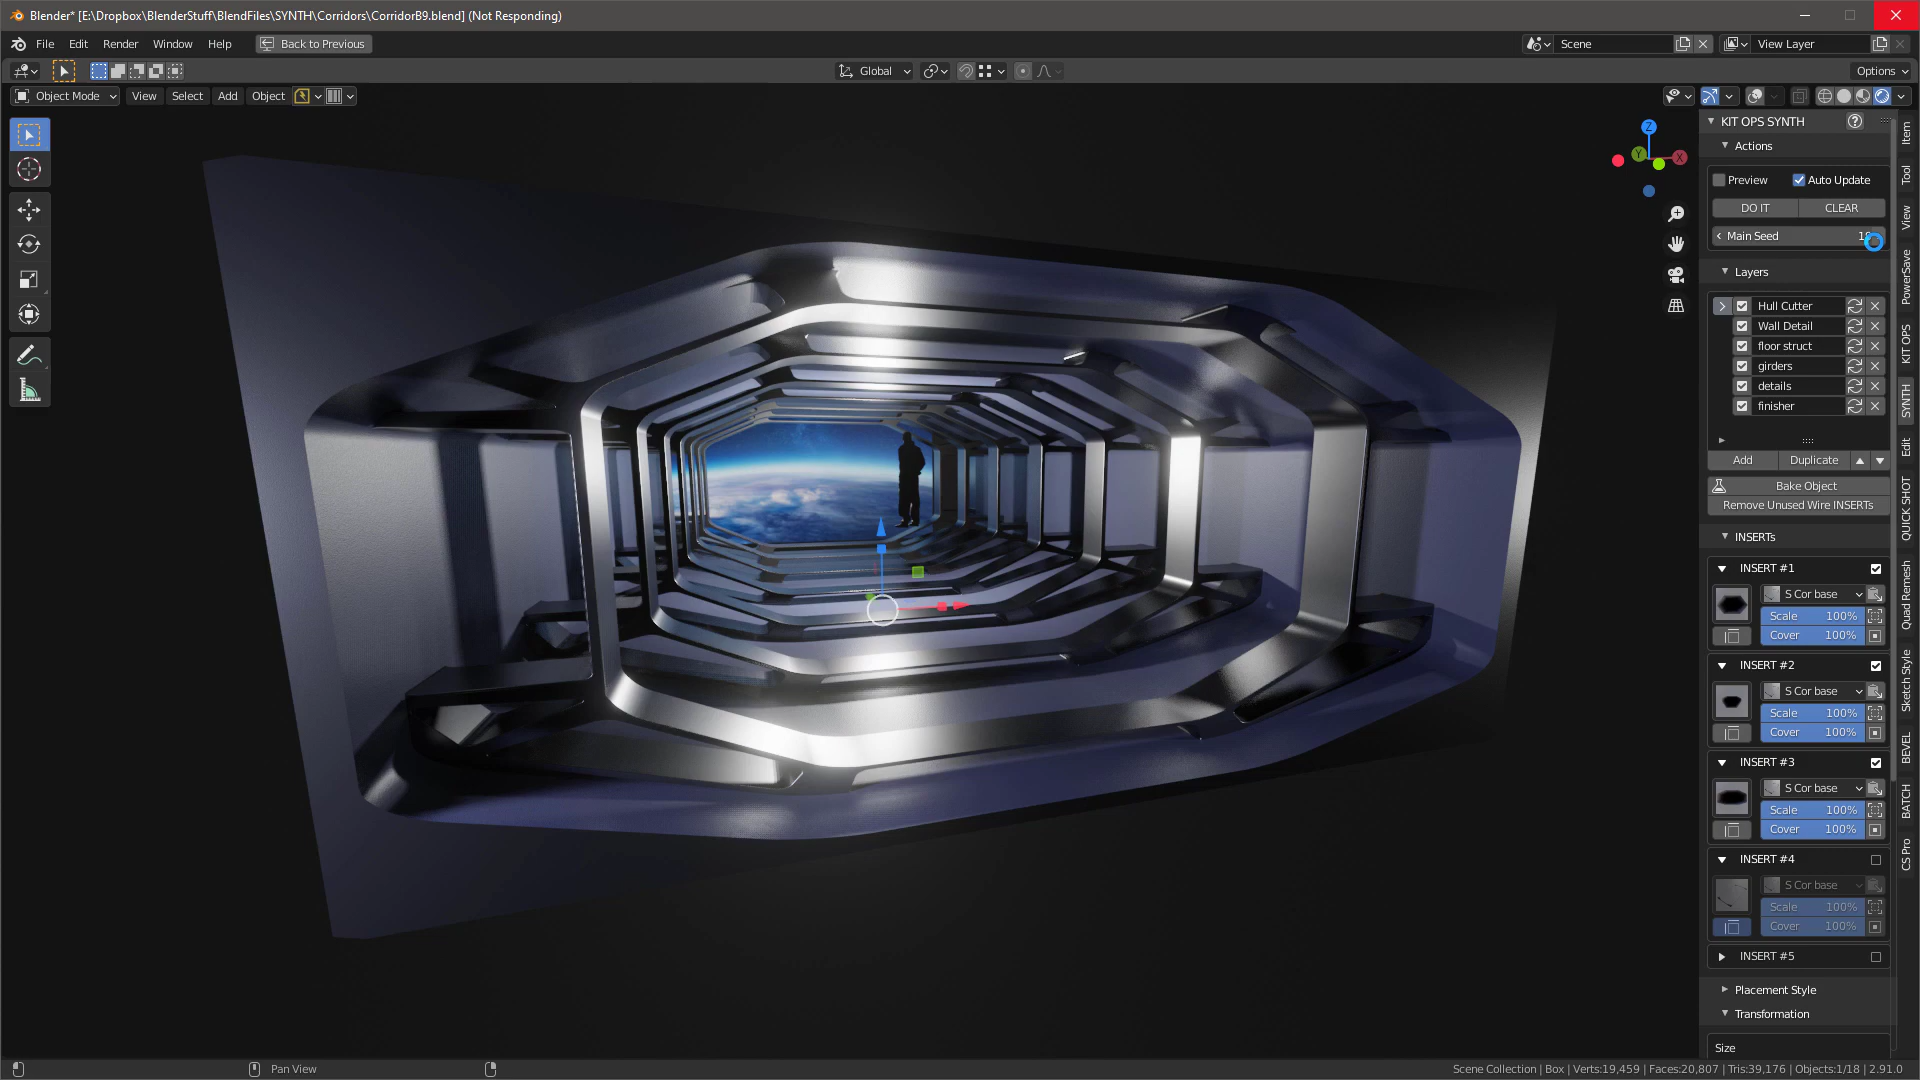 Blender* [E:\Dropbox\BlenderStuff\BlendFiles\SYNTH\Corridors\CorridorB9.blend] (Not Responding)
File Edit Render Window Help Back to Previous Scene View Layer
Global Options
Object Mode View Select Add Object
KIT OPS SYNTH
Actions
Preview Auto Update
DO IT CLEAR
Main Seed
Layers
Hull Cutter
Wall Detail
floor struct
girders
details
finisher
Add Duplicate
Bake Object
Remove Unused Wire INSERTs
INSERTs
INSERT #1
S Cor base
Scale 100%
Cover 100%
INSERT #2
S Cor base
Scale 100%
Cover 100%
INSERT #3
S Cor base
Scale 100%
Cover 100%
INSERT #4
S Cor base
Scale 100%
Cover 100%
INSERT #5
Placement Style
Transformation
Size
Item
Tool
View
PowerSave
KIT OPS
SYNTH
Edit
QUICK SHOT
Quad Remesh
Sketch Style
BEVEL
BATCH
CS Pro
Z
Y
X
Pan View
Scene Collection | Box | Verts:19,459 | Faces:20,807 | Tris:39,176 | Objects:1/18 | 2.91.0